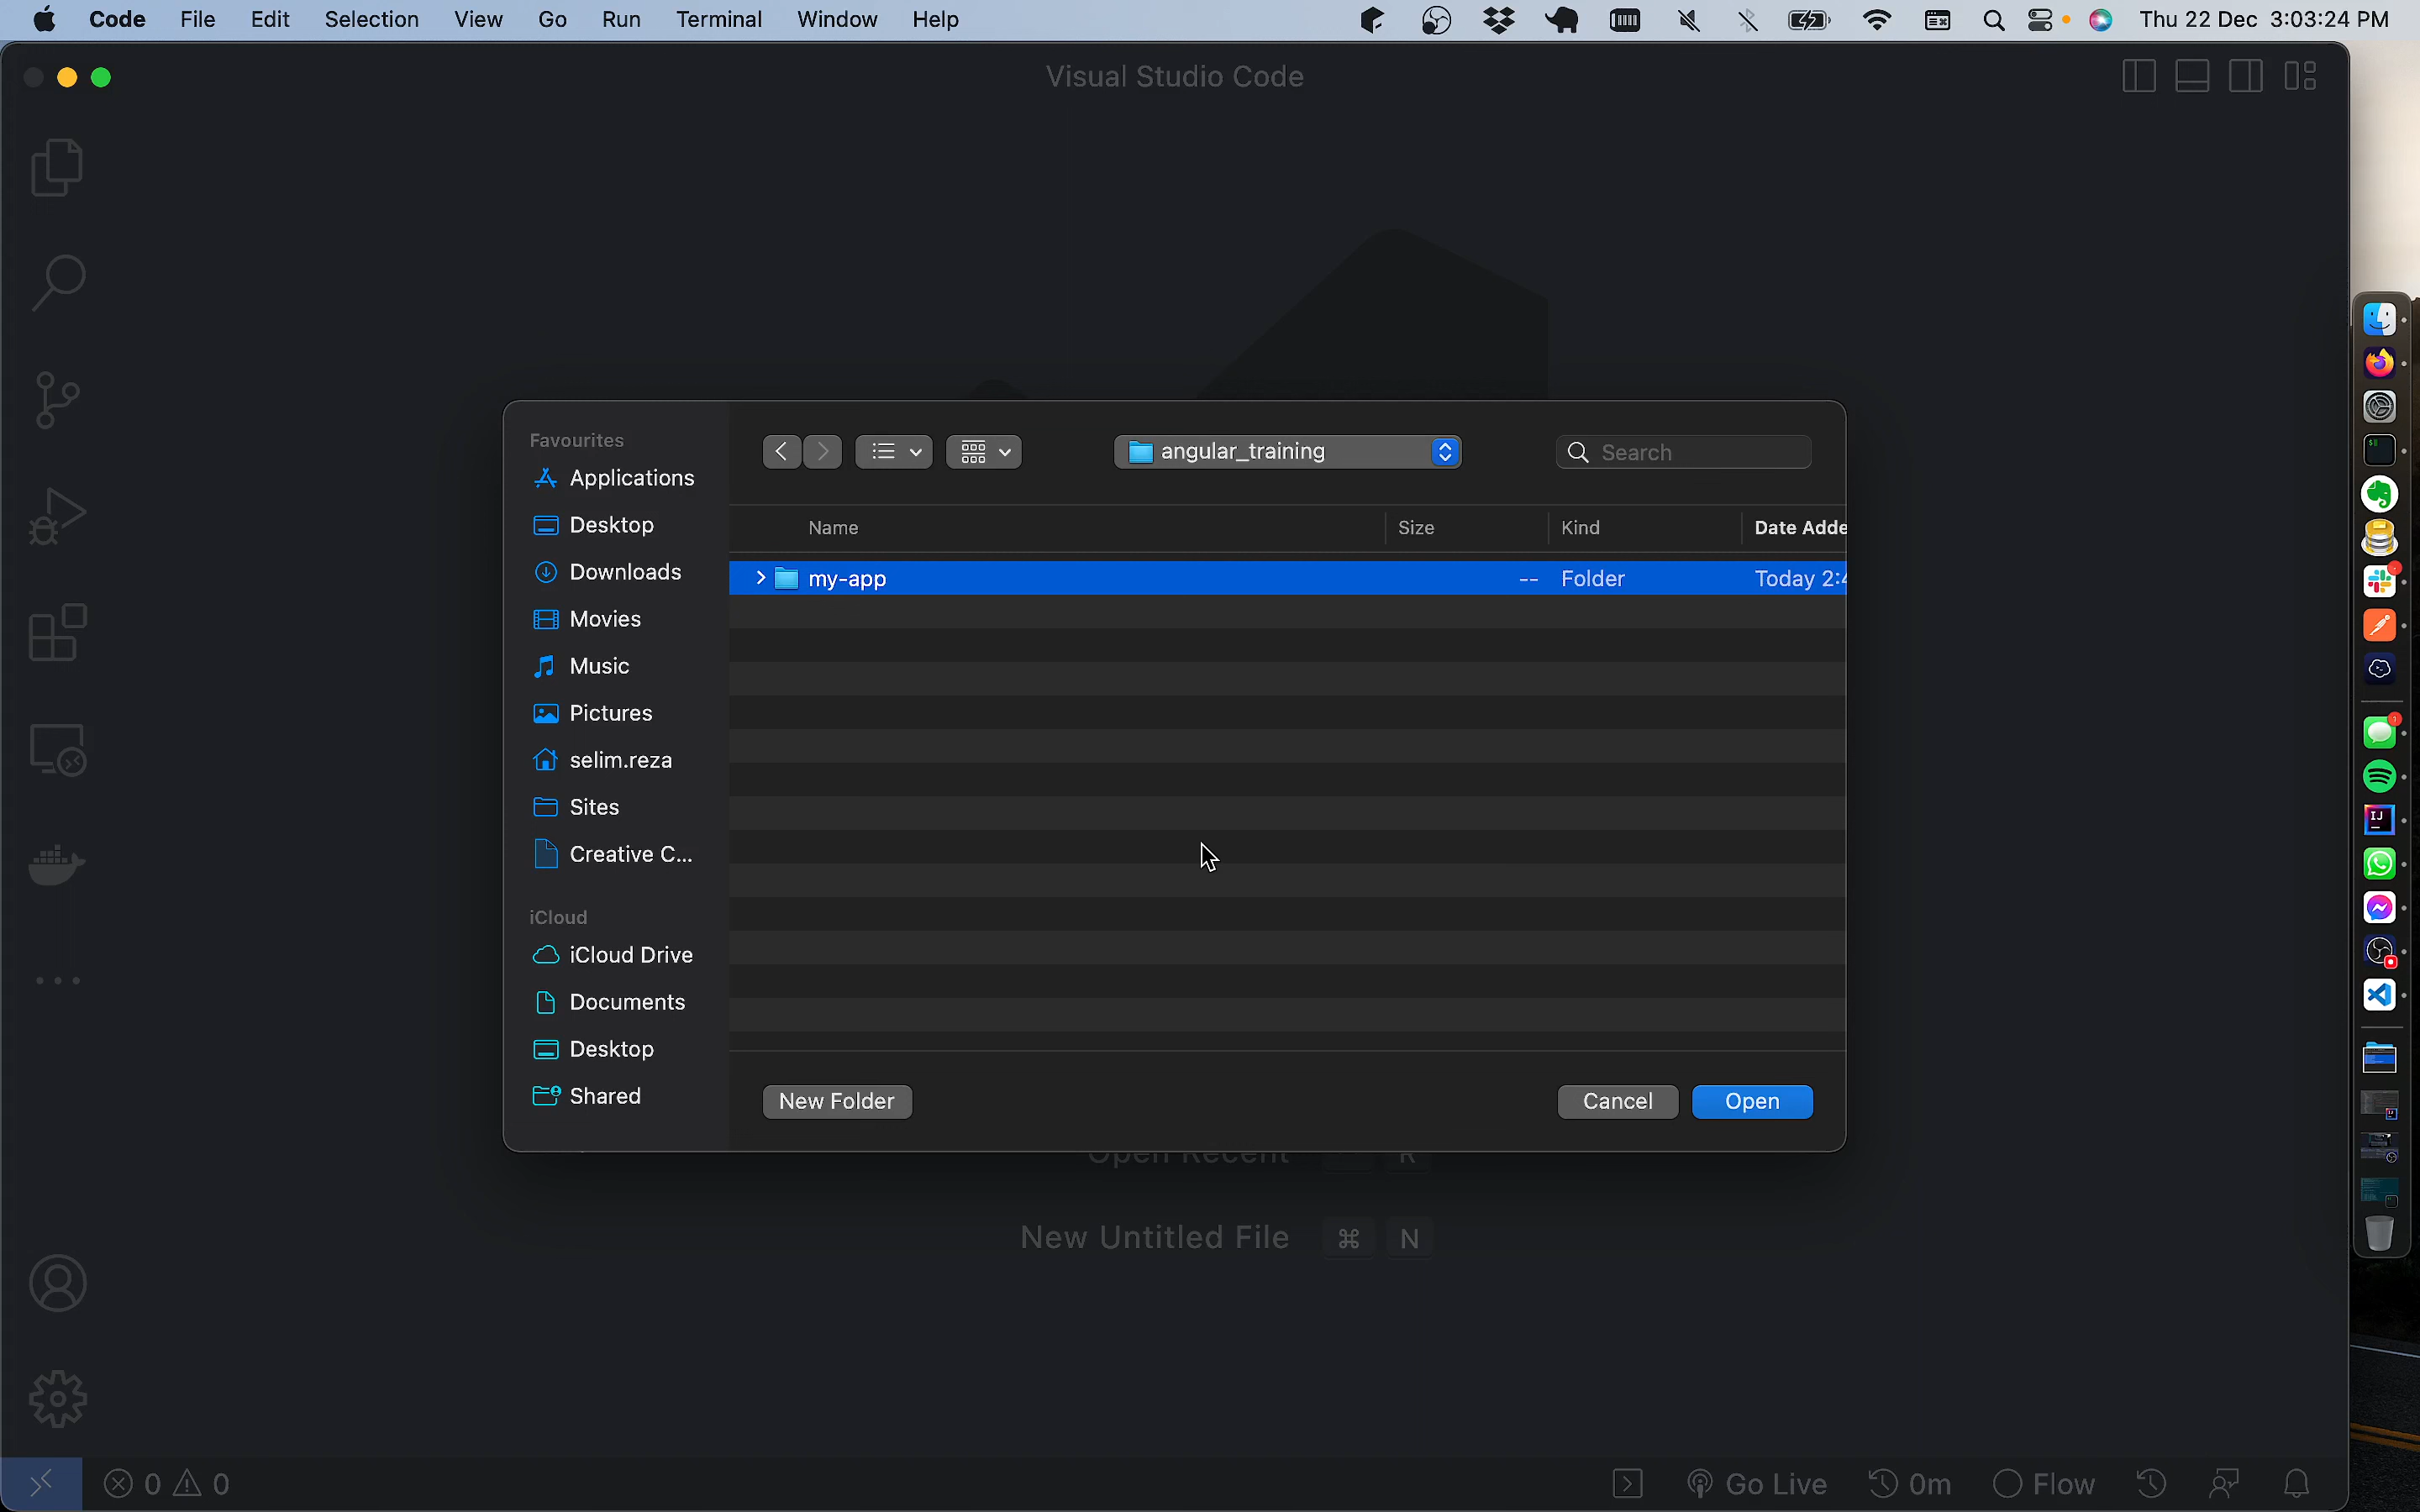 Code File Edit Selection View Go Run Terminal Window Help Thu 22 Dec 3:03:24 PM
Visual Studio Code
Favourites
Applications
Desktop
Downloads
Movies
Music
Pictures
selim.reza
Sites
Creative C...
iCloud
iCloud Drive
Documents
Desktop
Shared
angular_training
Search
Name Size Kind Date Adde
my-app -- Folder Today 2:4
New Folder Cancel Open
Open Recent R
New Untitled File ⌘ N
0 0 Go Live 0m Flow